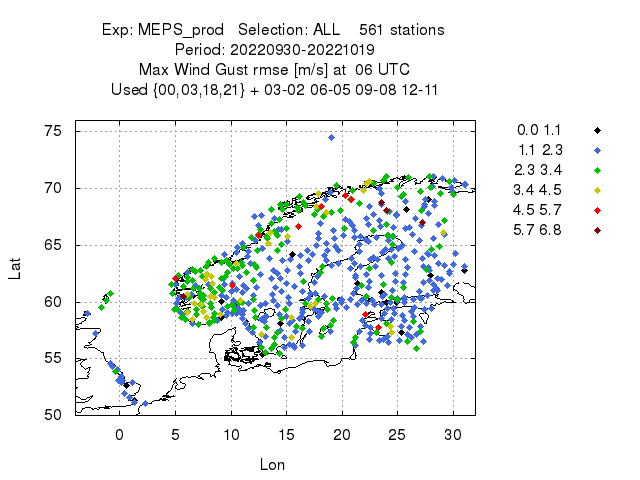 Exp: MEPS_prod   Selection: ALL    561 stations
Period: 20220930-20221019
Max Wind Gust rmse [m/s] at  06 UTC
Used {00,03,18,21} + 03-02 06-05 09-08 12-11
0.0 1.1
1.1  2.3
2.3 3.4
3.4 4.5
4.5 5.7
5.7 6.8
75
70
65
60
55
50
Lat
0 5 10 15 20 25 30
Lon